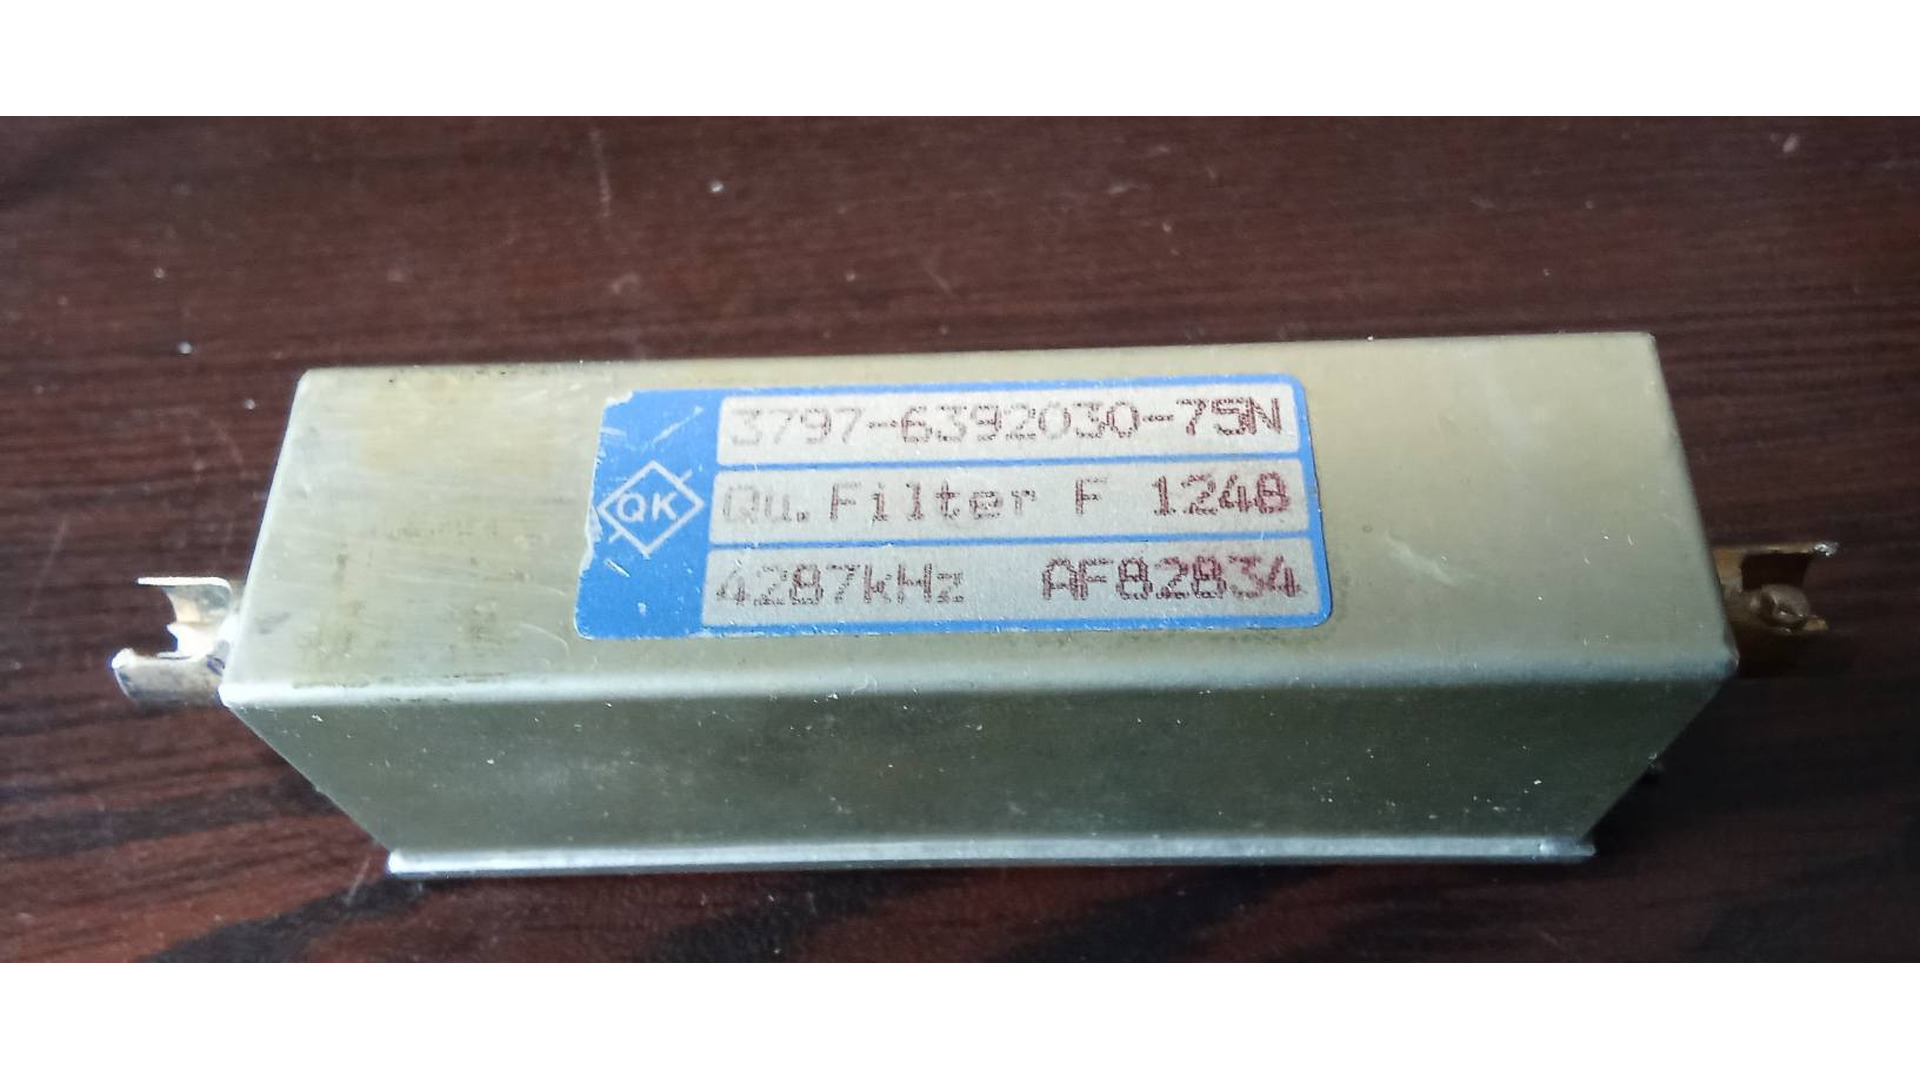 QK
3797-6392030-75N
Qu. Filter F 1248
4287kHz AF82834